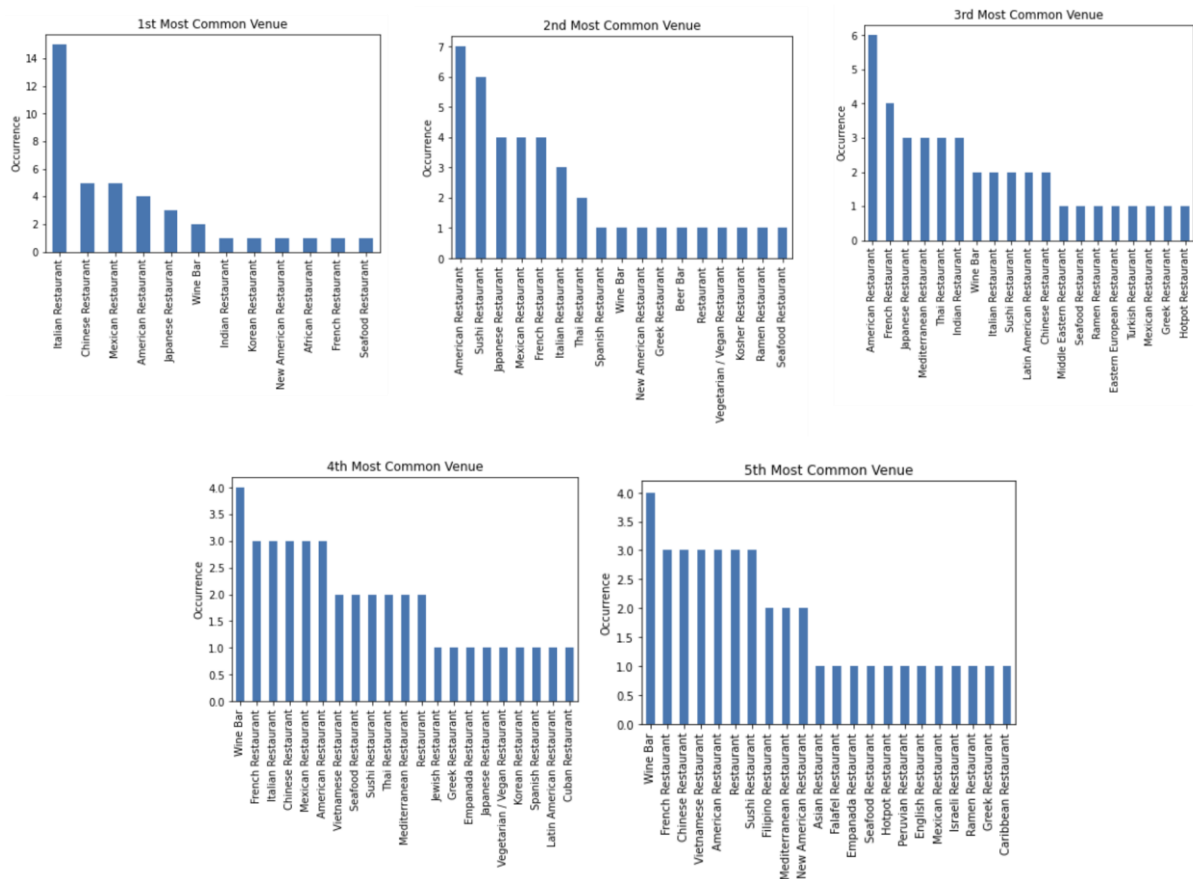 1st Most Common Venue
Occurrence
14
12
10
8
6
4
2
0
Italian Restaurant
Chinese Restaurant
Mexican Restaurant
American Restaurant
Japanese Restaurant
Wine Bar
Indian Restaurant
Korean Restaurant
New American Restaurant
African Restaurant
French Restaurant
Seafood Restaurant
2nd Most Common Venue
Occurrence
7
6
5
4
3
2
1
0
American Restaurant
Sushi Restaurant
Japanese Restaurant
Mexican Restaurant
French Restaurant
Italian Restaurant
Thai Restaurant
Spanish Restaurant
Wine Bar
New American Restaurant
Greek Restaurant
Beer Bar
Restaurant
Vegetarian / Vegan Restaurant
Kosher Restaurant
Ramen Restaurant
Seafood Restaurant
3rd Most Common Venue
Occurrence
6
5
4
3
2
1
0
American Restaurant
French Restaurant
Japanese Restaurant
Mediterranean Restaurant
Thai Restaurant
Indian Restaurant
Wine Bar
Italian Restaurant
Sushi Restaurant
Latin American Restaurant
Chinese Restaurant
Middle Eastern Restaurant
Seafood Restaurant
Ramen Restaurant
Eastern European Restaurant
Turkish Restaurant
Mexican Restaurant
Greek Restaurant
Hotpot Restaurant
4th Most Common Venue
Occurrence
4.0
3.5
3.0
2.5
2.0
1.5
1.0
0.5
0.0
Wine Bar
French Restaurant
Italian Restaurant
Chinese Restaurant
Mexican Restaurant
American Restaurant
Vietnamese Restaurant
Seafood Restaurant
Sushi Restaurant
Thai Restaurant
Mediterranean Restaurant
Restaurant
Jewish Restaurant
Greek Restaurant
Empanada Restaurant
Japanese Restaurant
Vegetarian / Vegan Restaurant
Korean Restaurant
Spanish Restaurant
Latin American Restaurant
Cuban Restaurant
5th Most Common Venue
Occurrence
4.0
3.5
3.0
2.5
2.0
1.5
1.0
0.5
0.0
Wine Bar
French Restaurant
Chinese Restaurant
Vietnamese Restaurant
American Restaurant
Restaurant
Sushi Restaurant
Filipino Restaurant
Mediterranean Restaurant
New American Restaurant
Asian Restaurant
Falafel Restaurant
Empanada Restaurant
Seafood Restaurant
Hotpot Restaurant
Peruvian Restaurant
English Restaurant
Mexican Restaurant
Israeli Restaurant
Ramen Restaurant
Greek Restaurant
Caribbean Restaurant